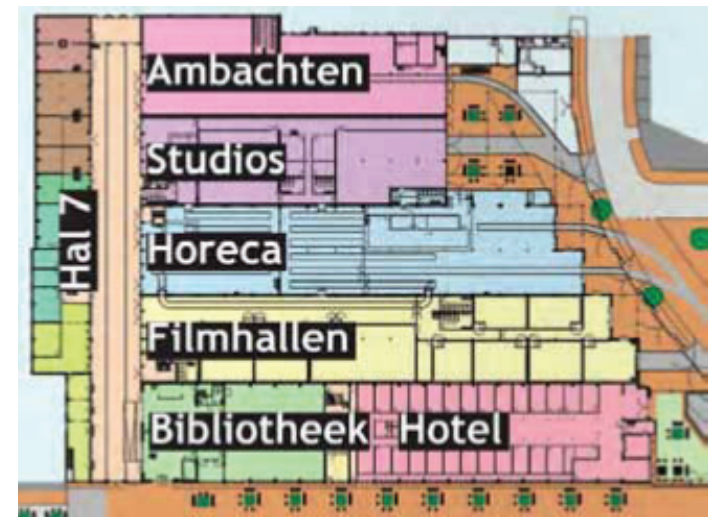 Ambachten
Studios
Hal 7
Horeca
Filmhallen
Bibliotheek
Hotel